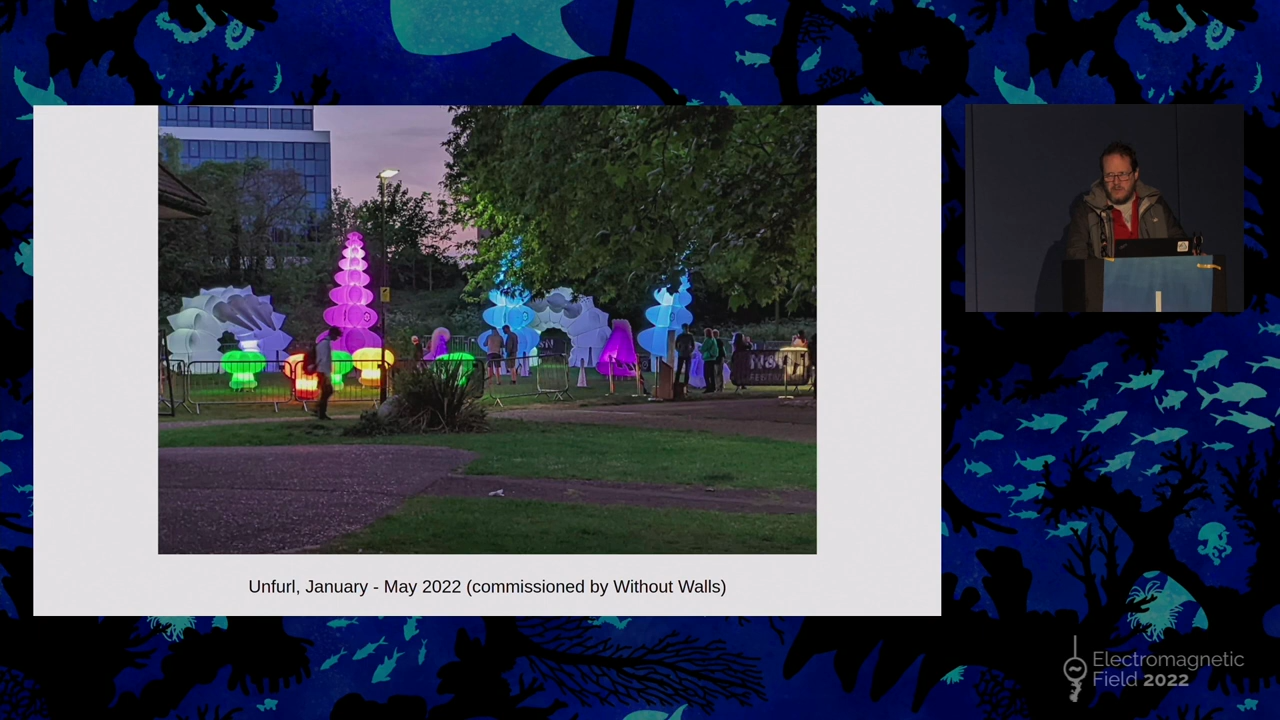 Unfurl, January - May 2022 (commissioned by Without Walls)
Electromagnetic
Field 2022